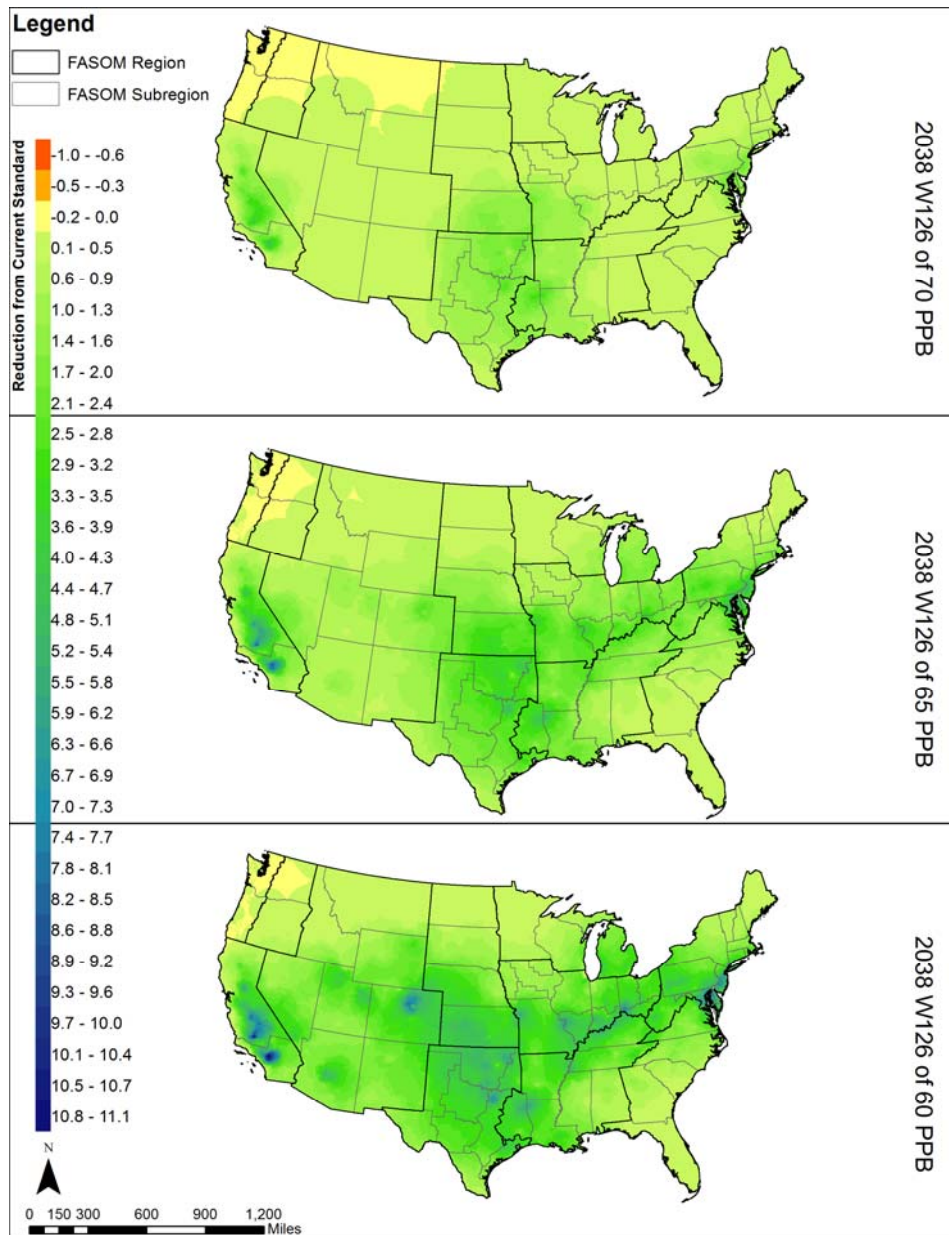 Legend
FASOM Region
FASOM Subregion
Reduction from Current Standard
-1.0 - -0.6
-0.5 - -0.3
-0.2 - 0.0
0.1 - 0.5
0.6 - 0.9
1.0 - 1.3
1.4 - 1.6
1.7 - 2.0
2.1 - 2.4
2.5 - 2.8
2.9 - 3.2
3.3 - 3.5
3.6 - 3.9
4.0 - 4.3
4.4 - 4.7
4.8 - 5.1
5.2 - 5.4
5.5 - 5.8
5.9 - 6.2
6.3 - 6.6
6.7 - 6.9
7.0 - 7.3
7.4 - 7.7
7.8 - 8.1
8.2 - 8.5
8.6 - 8.8
8.9 - 9.2
9.3 - 9.6
9.7 - 10.0
10.1 - 10.4
10.5 - 10.7
10.8 - 11.1
N
0 150 300 600 900 1,200
Miles
2038 W126 of 70 PPB
2038 W126 of 65 PPB
2038 W126 of 60 PPB